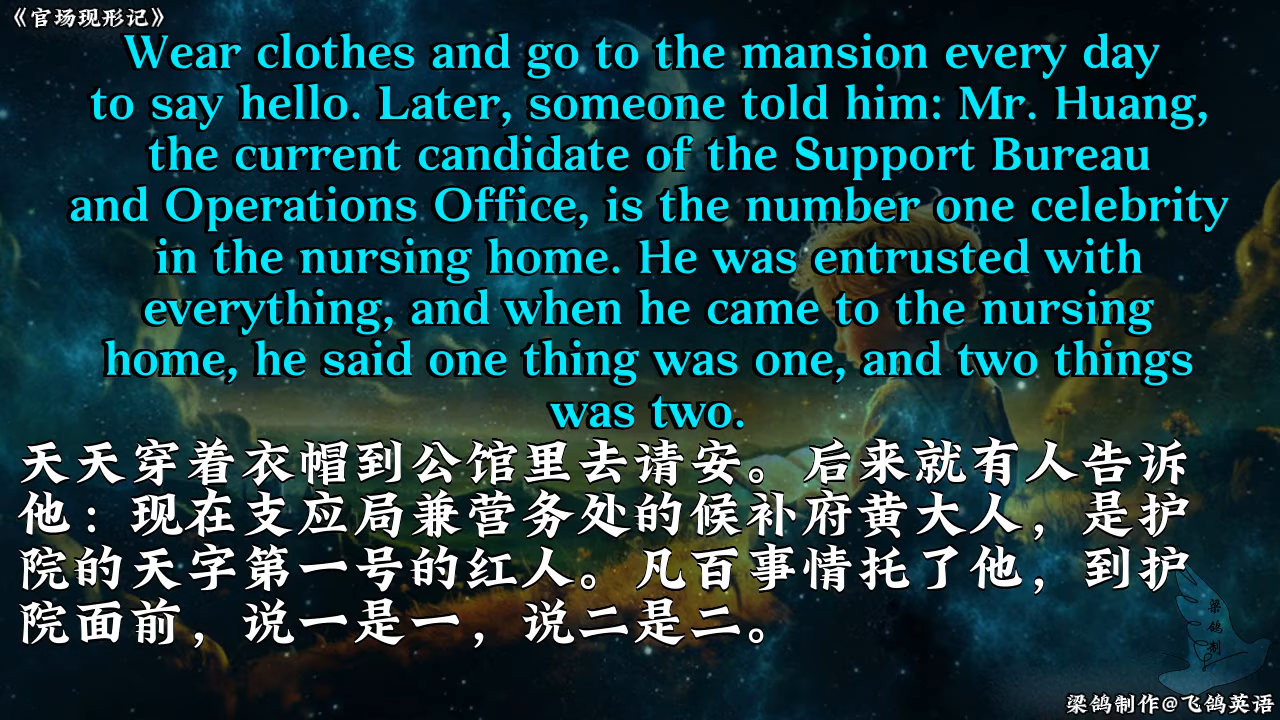 《官场现形记》
Wear clothes and go to the mansion every day
to say hello. Later, someone told him: Mr. Huang,
the current candidate of the Support Bureau
and Operations Office, is the number one celebrity
in the nursing home. He was entrusted with
everything, and when he came to the nursing
home, he said one thing was one, and two things
was two.
天天穿着衣帽到公馆里去请安。后来就有人告诉
他：现在支应局兼营务处的候补府黄大人，是护
院的天字第一号的红人。凡百事情托了他，到护
院面前，说一是一，说二是二。
梁
鸽
制
梁鸽制作@飞鸽英语